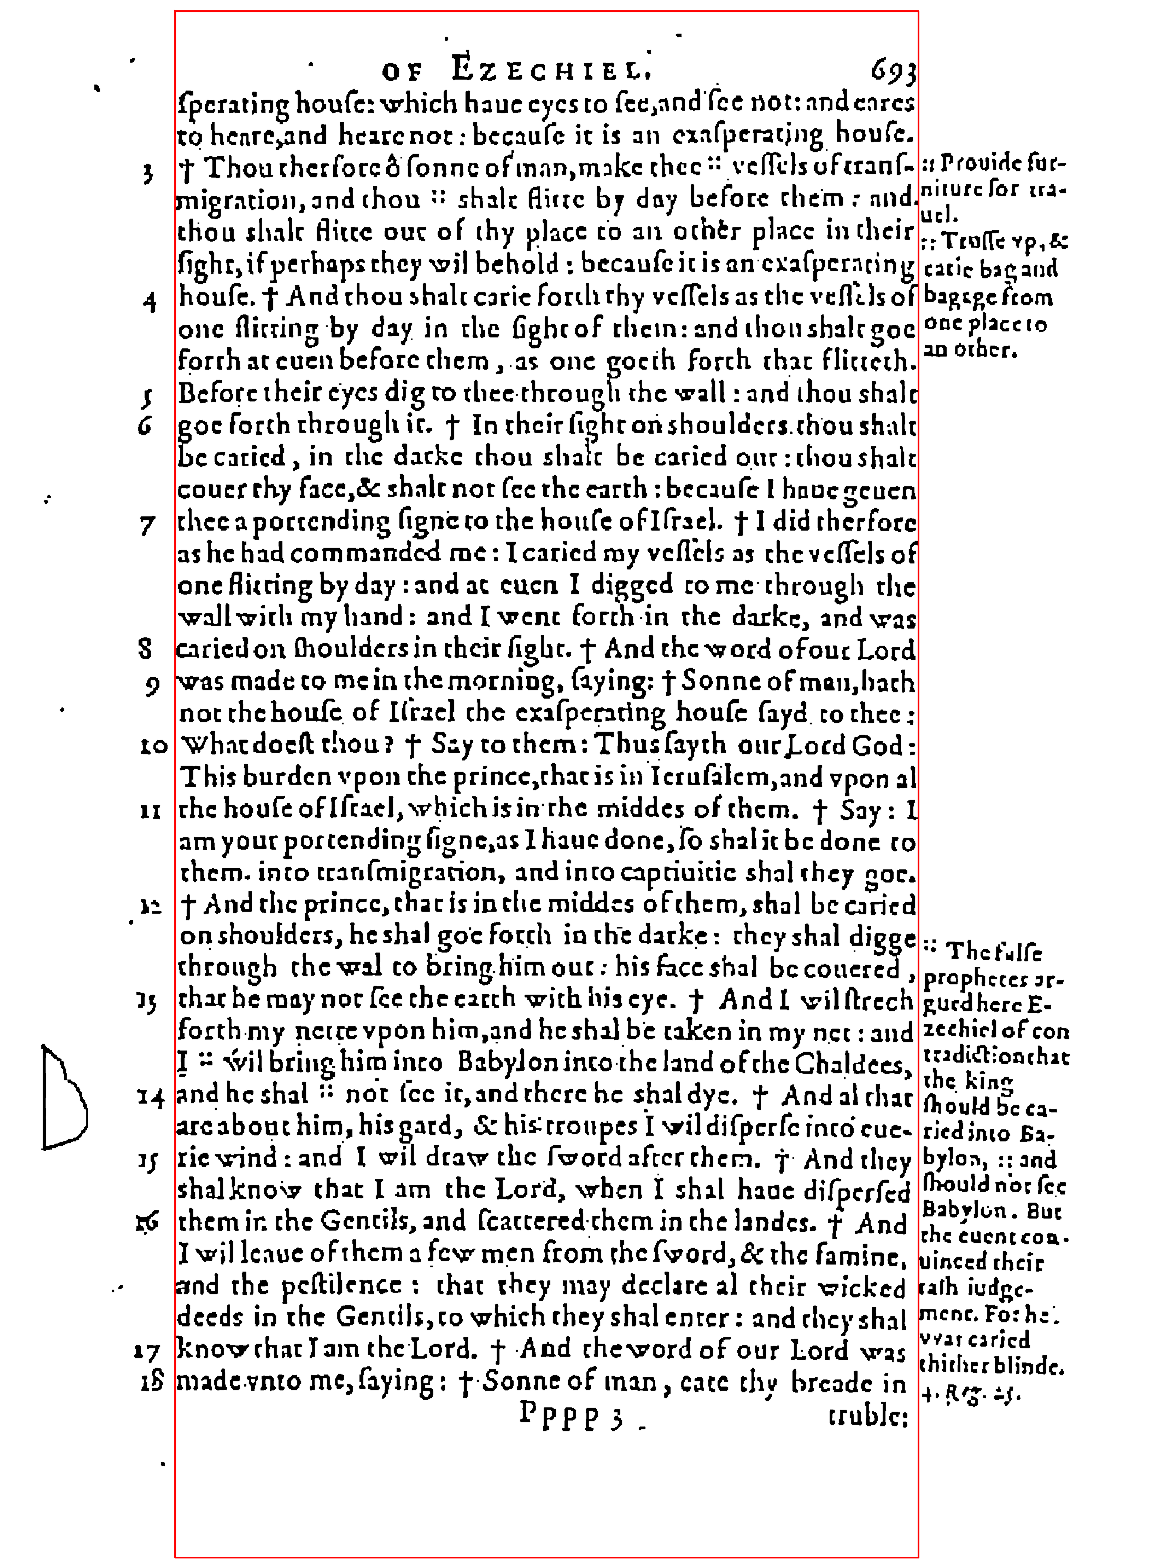 OF EZECHIEL. 693
ſperating houſe: which haue eyes to ſee, and ſee not: and eares
to heare, and heare not: becauſe it is an exaſperating houſe.
3 † Thou therfore ô ſonne of man, make thee :: veſſels of tranſ-
migration, and thou :: shalt flitte by day before them: and
thou shalt flitte out of thy place to an other place in their
ſight, if perhaps they wil behold: becauſe it is an exaſperating
4 houſe. † And thou shalt carie forth thy veſſels as the veſſels of
one flitting by day in the ſight of them: and thou shalt goe
forth at euen before them, as one goeth forth that flitteth.
5 Before their eyes dig to thee through the wall: and thou shalt
6 goe forth through it. † In their ſight on shoulders thou shalt
be caried, in the darke thou shalt be caried out: thou shalt
couer thy face, & shalt not ſee the earth: becauſe I haue geuen
7 thee a portending ſigne to the houſe of Iſrael. † I did therfore
as he had commanded me: I caried my veſſels as the veſſels of
one flitting by day: and at euen I digged to me through the
wall with my hand: and I went forth in the darke, and was
8 caried on ſhoulders in their ſight. † And the word of our Lord
9 was made to me in the morning, ſaying: † Sonne of man, hath
not the houſe of Iſrael the exaſperating houſe ſayd to thee:
10 What doeſt thou? † Say to them: Thus ſayth our Lord God:
This burden vpon the prince, that is in Ieruſalem, and vpon al
11 the houſe of Iſrael, which is in the middes of them. † Say: I
am your portending ſigne, as I haue done, ſo shal it be done to
them. into tranſmigration, and into captiuitie shal they goe.
12 † And the prince, that is in the middes of them, shal be caried
on shoulders, he shal goe forth in the darke: they shal digge
through the wal to bring him out: his face shal be couered,
13 that he may not ſee the earth with his eye. † And I wil ſtrech
forth my nette vpon him, and he shal be taken in my net: and
I :: wil bring him into Babylon into the land of the Chaldees,
14 and he shal :: not ſee it, and there he shal dye. † And al that
are about him, his gard, & his troupes I wil diſperſe into eue-
15 rie wind: and I wil draw the ſword after them. † And they
shal know that I am the Lord, when I shal haue diſperſed
16 them in the Gentils, and ſcattered them in the landes. † And
I wil leaue of them a few men from the ſword, & the famine,
and the peſtilence: that they may declare al their wicked
deeds in the Gentils, to which they shal enter: and they shal
17 know that I am the Lord. † And the word of our Lord was
18 made vnto me, ſaying: † Sonne of man, eate thy breade in
Pppp 3 truble:
:: Prouide fur-
niture for tra-
uel.
:: Truſſe vp, &
carie bag and
bagage from
one place to
an other.
:: The falſe
prophetes ar-
gued here E-
zechiel of con
tradiction that
the king
ſhould be ca-
ried into Ba-
bylon, :: and
ſhould not ſee
Babylon. But
the euent con-
uinced their
raſh iudge-
ment. For he
vvas caried
thither blinde.
4. Reg. 25.